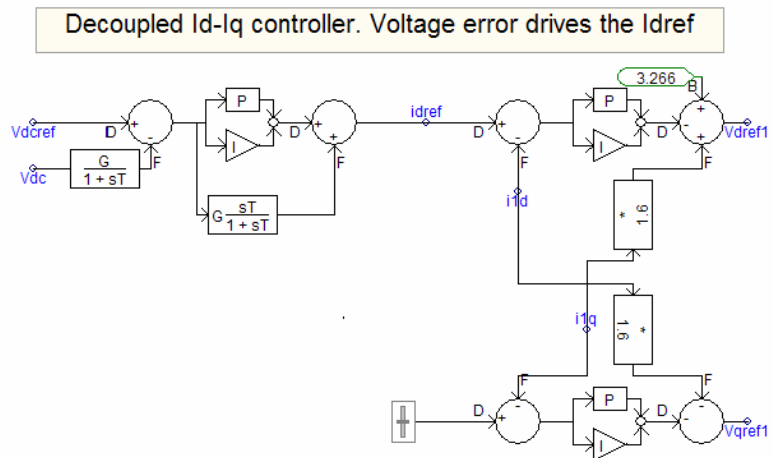 Decoupled Id-Iq controller. Voltage error drives the Idref
3.266
B
P
P
Vdcref
D
D
D
idref
D
D
Vdref1
I
I
F
F
F
F
Vdc
G
1 + sT
G sT
1 + sT
i1d
* 1.6
i1q
* 1.6
F
F
P
D
D
I
Vqref1